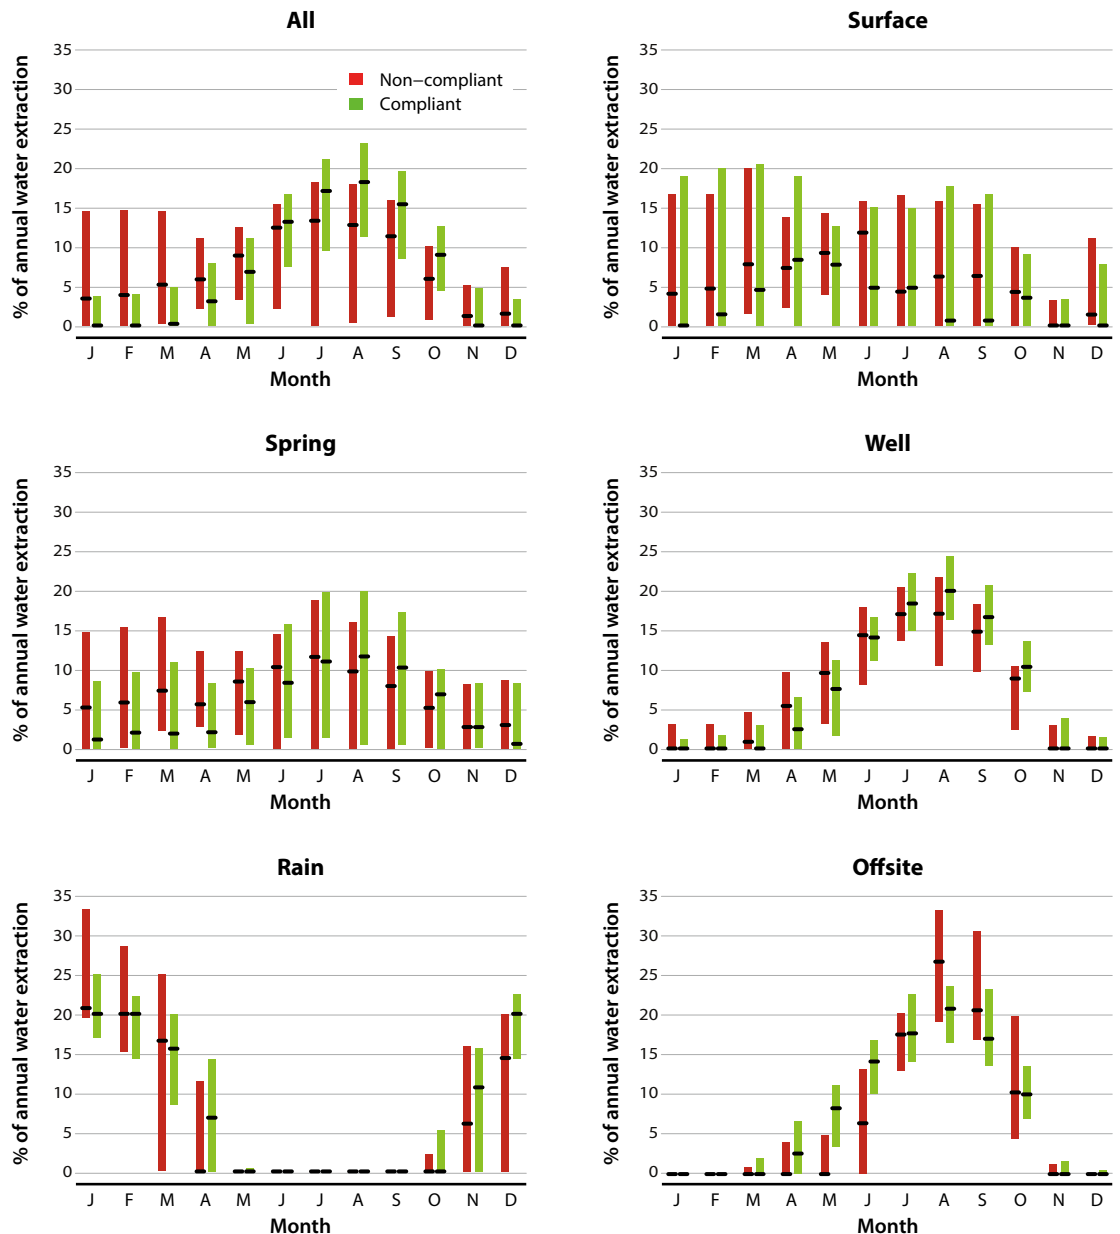 All
% of annual water extraction
35
30
25
20
15
10
5
0
Non–compliant
Compliant
J F M A M J J A S O N D
Month
Surface
% of annual water extraction
35
30
25
20
15
10
5
0
J F M A M J J A S O N D
Month
Spring
% of annual water extraction
35
30
25
20
15
10
5
0
J F M A M J J A S O N D
Month
Well
% of annual water extraction
35
30
25
20
15
10
5
0
J F M A M J J A S O N D
Month
Rain
% of annual water extraction
35
30
25
20
15
10
5
0
J F M A M J J A S O N D
Month
Offsite
% of annual water extraction
35
30
25
20
15
10
5
0
J F M A M J J A S O N D
Month